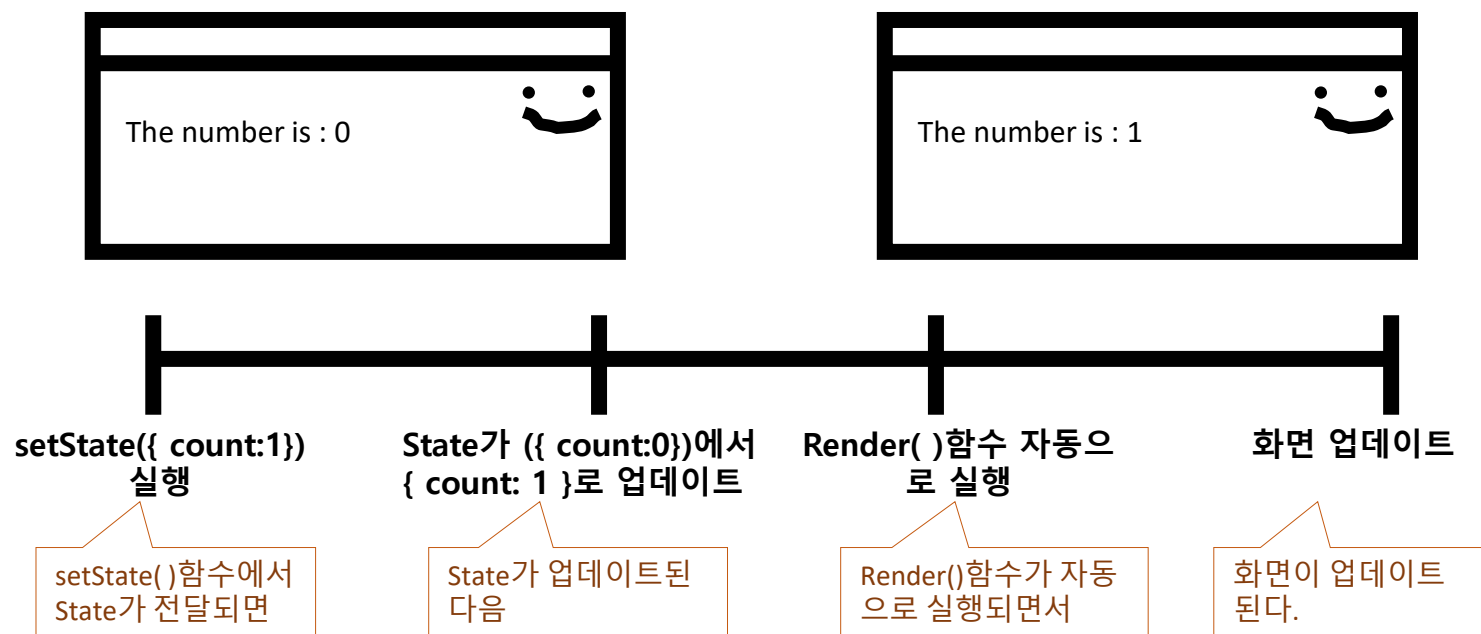 The number is : 0
The number is : 1
setState({ count:1})
실행
State가 ({ count:0})에서
{ count: 1 }로 업데이트
Render( )함수 자동으
로 실행
화면 업데이트
setState( )함수에서
State가 전달되면
State가 업데이트된
다음
Render()함수가 자동
으로 실행되면서
화면이 업데이트
된다.